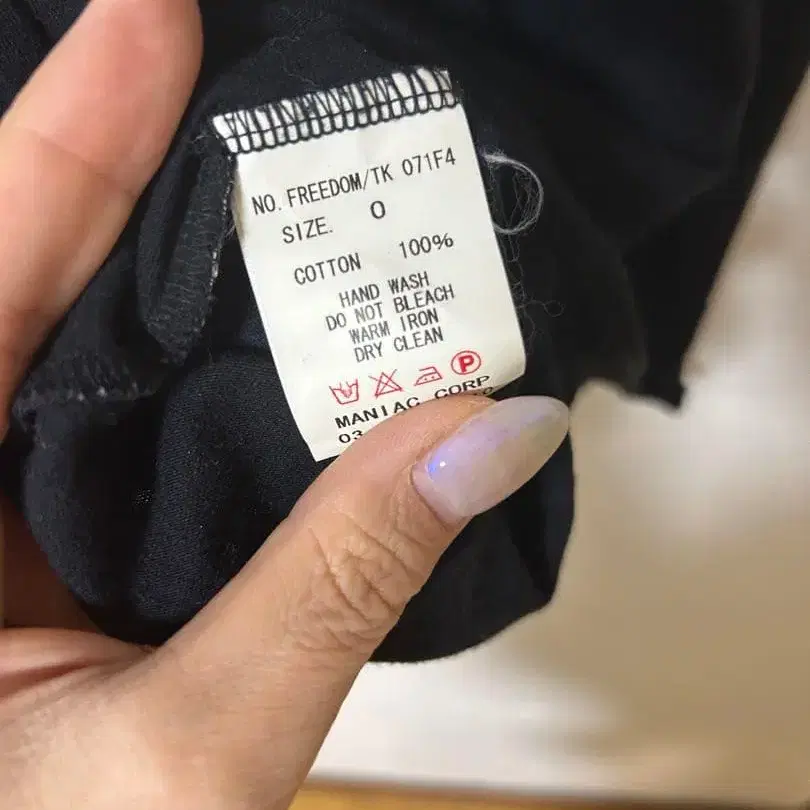 NO. FREEDOM/TK 071F4
SIZE. 0
COTTON 100%
HAND WASH
DO NOT BLEACH
WARM IRON
DRY CLEAN
P
MANIAC CORP
03